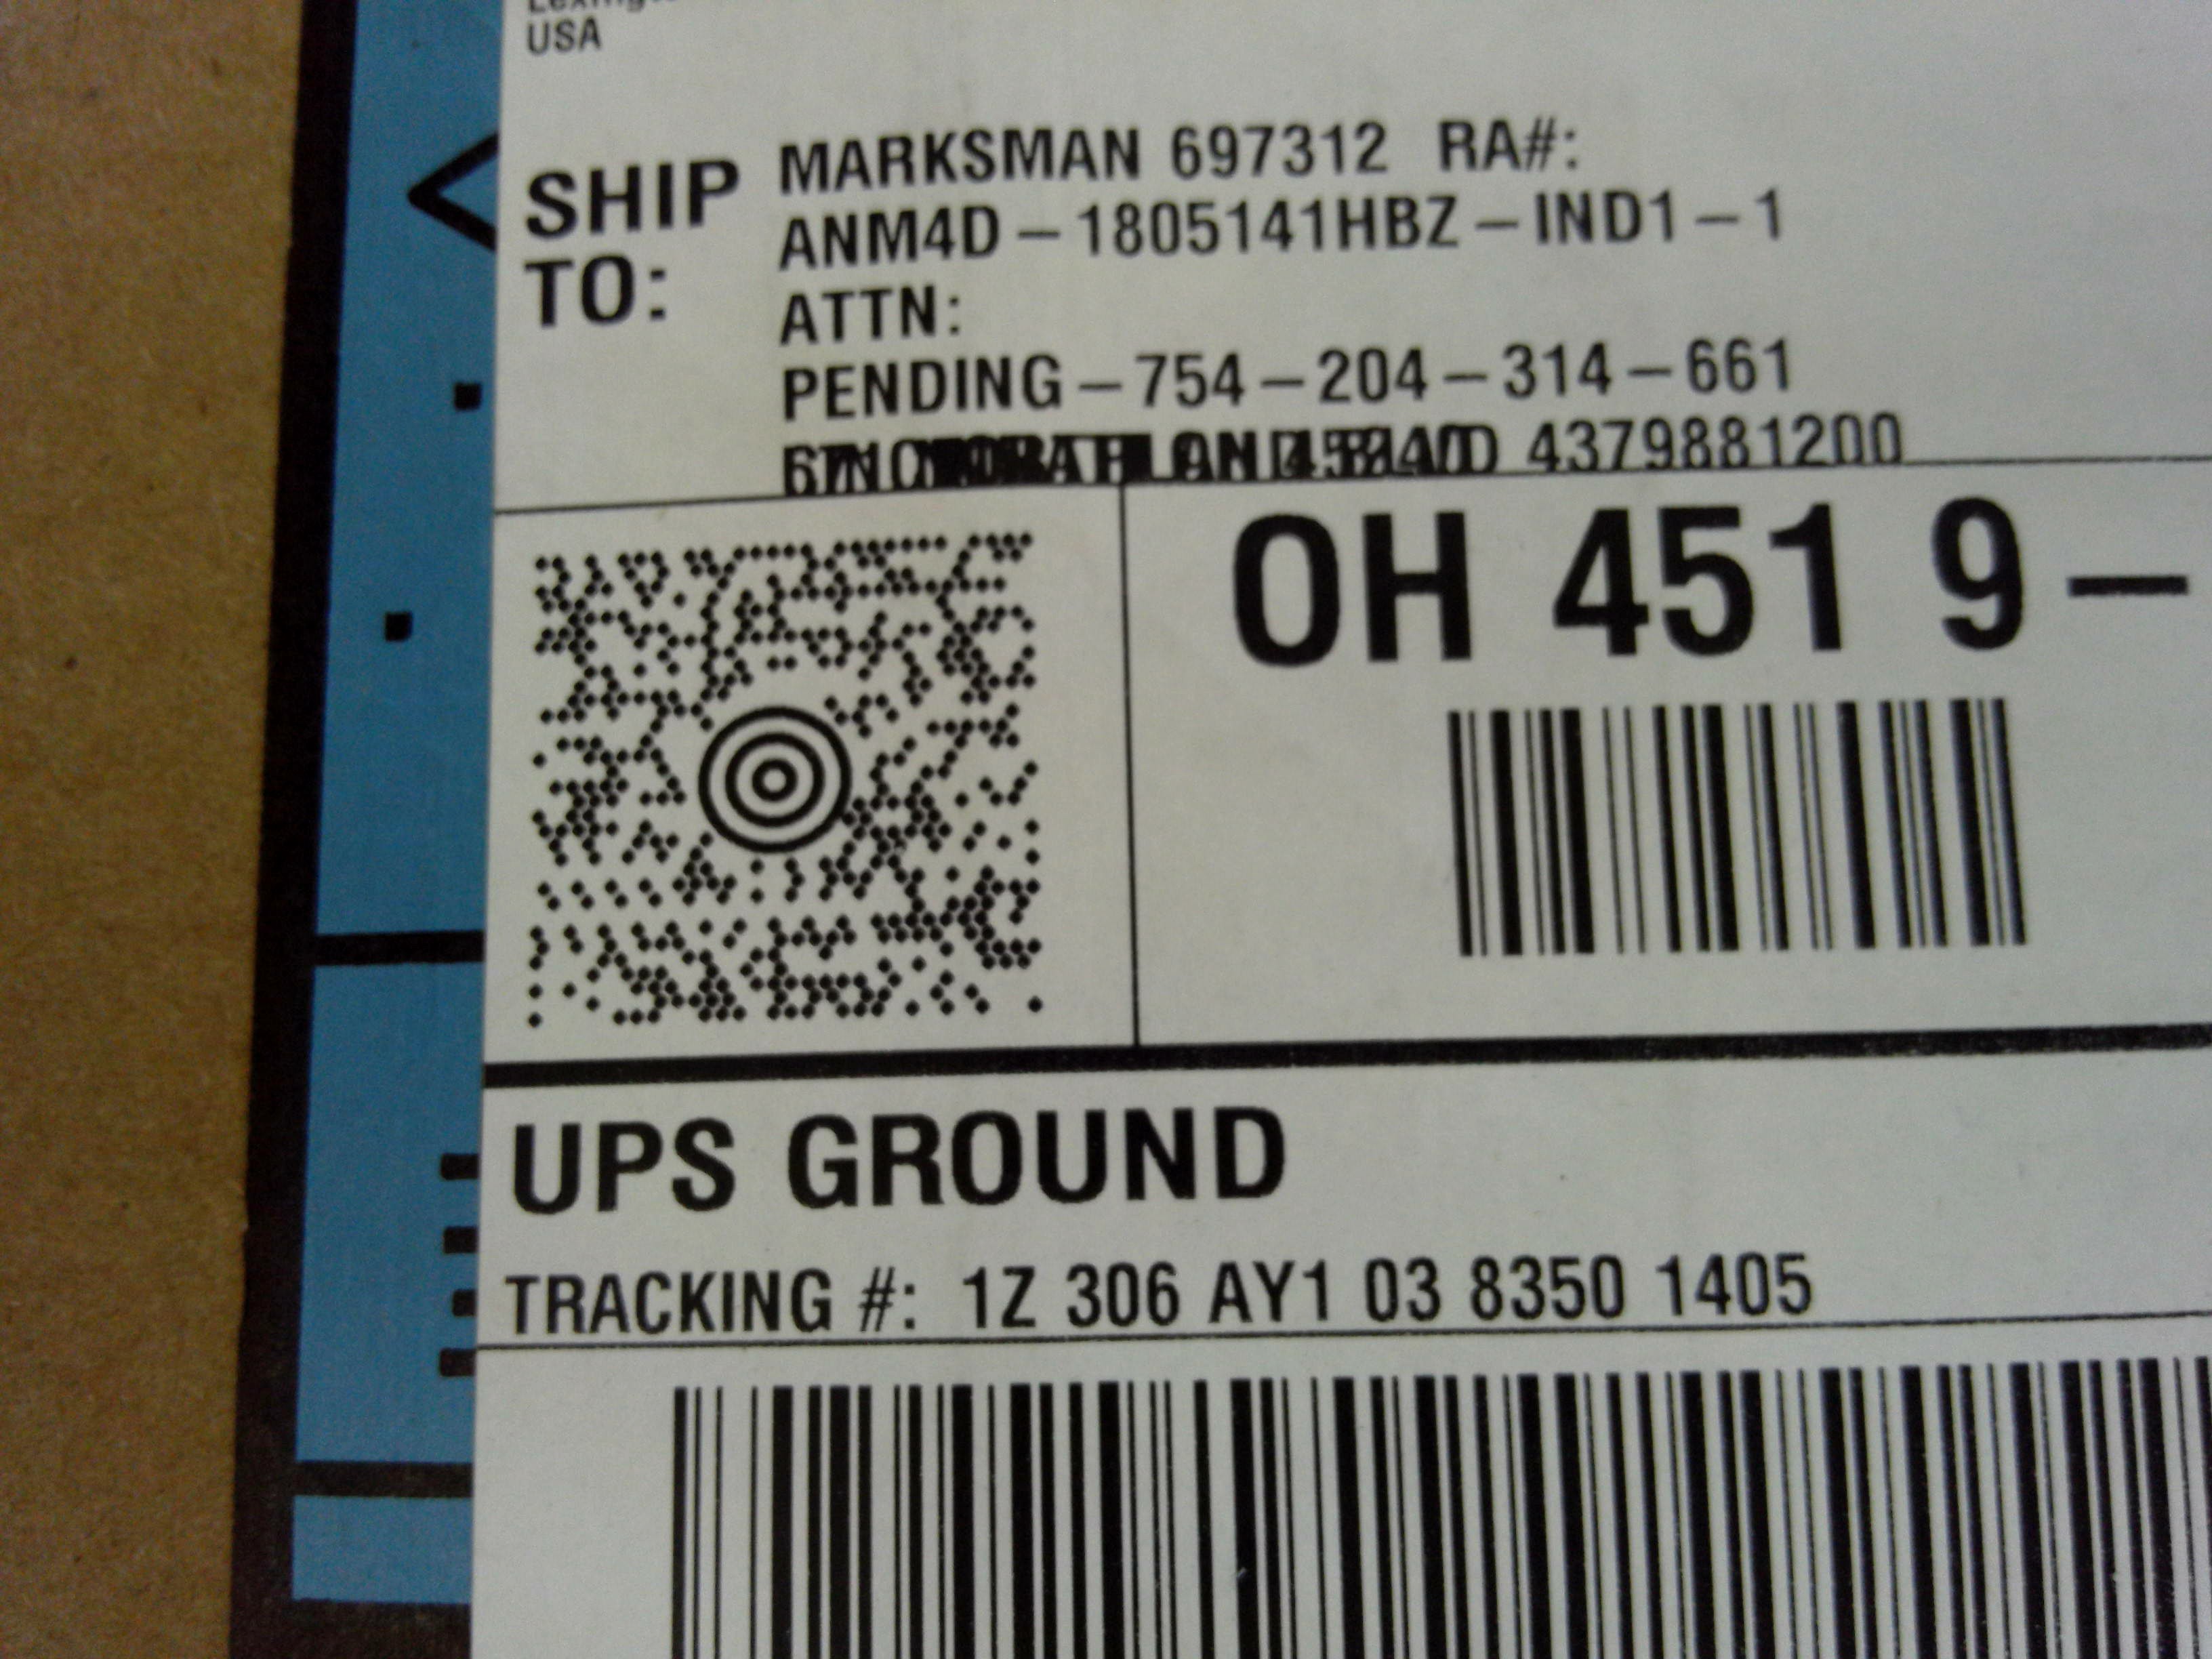 USA
SHIP TO:
MARKSMAN 697312 RA#:
ANM4D-1805141HBZ-IND1-1
ATTN:
PENDING-754-204-314-661
4379881200
OH 451 9-
UPS GROUND
TRACKING #: 1Z 306 AY1 03 8350 1405